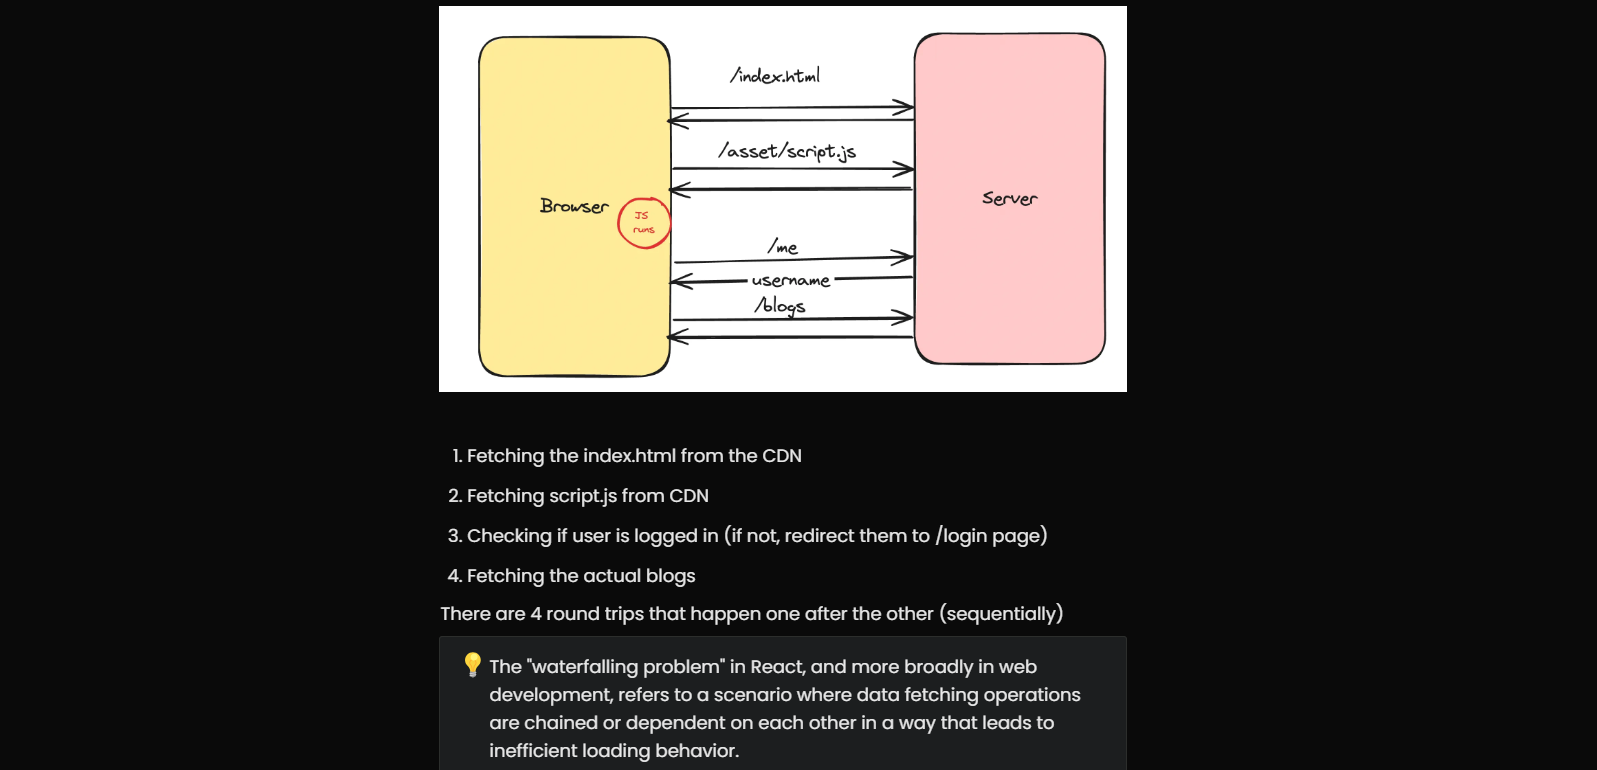 /index.html
/asset/script.js
Browser
Server
JS
runs
/me
username
/blogs
1. Fetching the index.html from the CDN
2. Fetching script.js from CDN
3. Checking if user is logged in (if not, redirect them to /login page)
4. Fetching the actual blogs
There are 4 round trips that happen one after the other (sequentially)
💡 The "waterfalling problem" in React, and more broadly in web
development, refers to a scenario where data fetching operations
are chained or dependent on each other in a way that leads to
inefficient loading behavior.